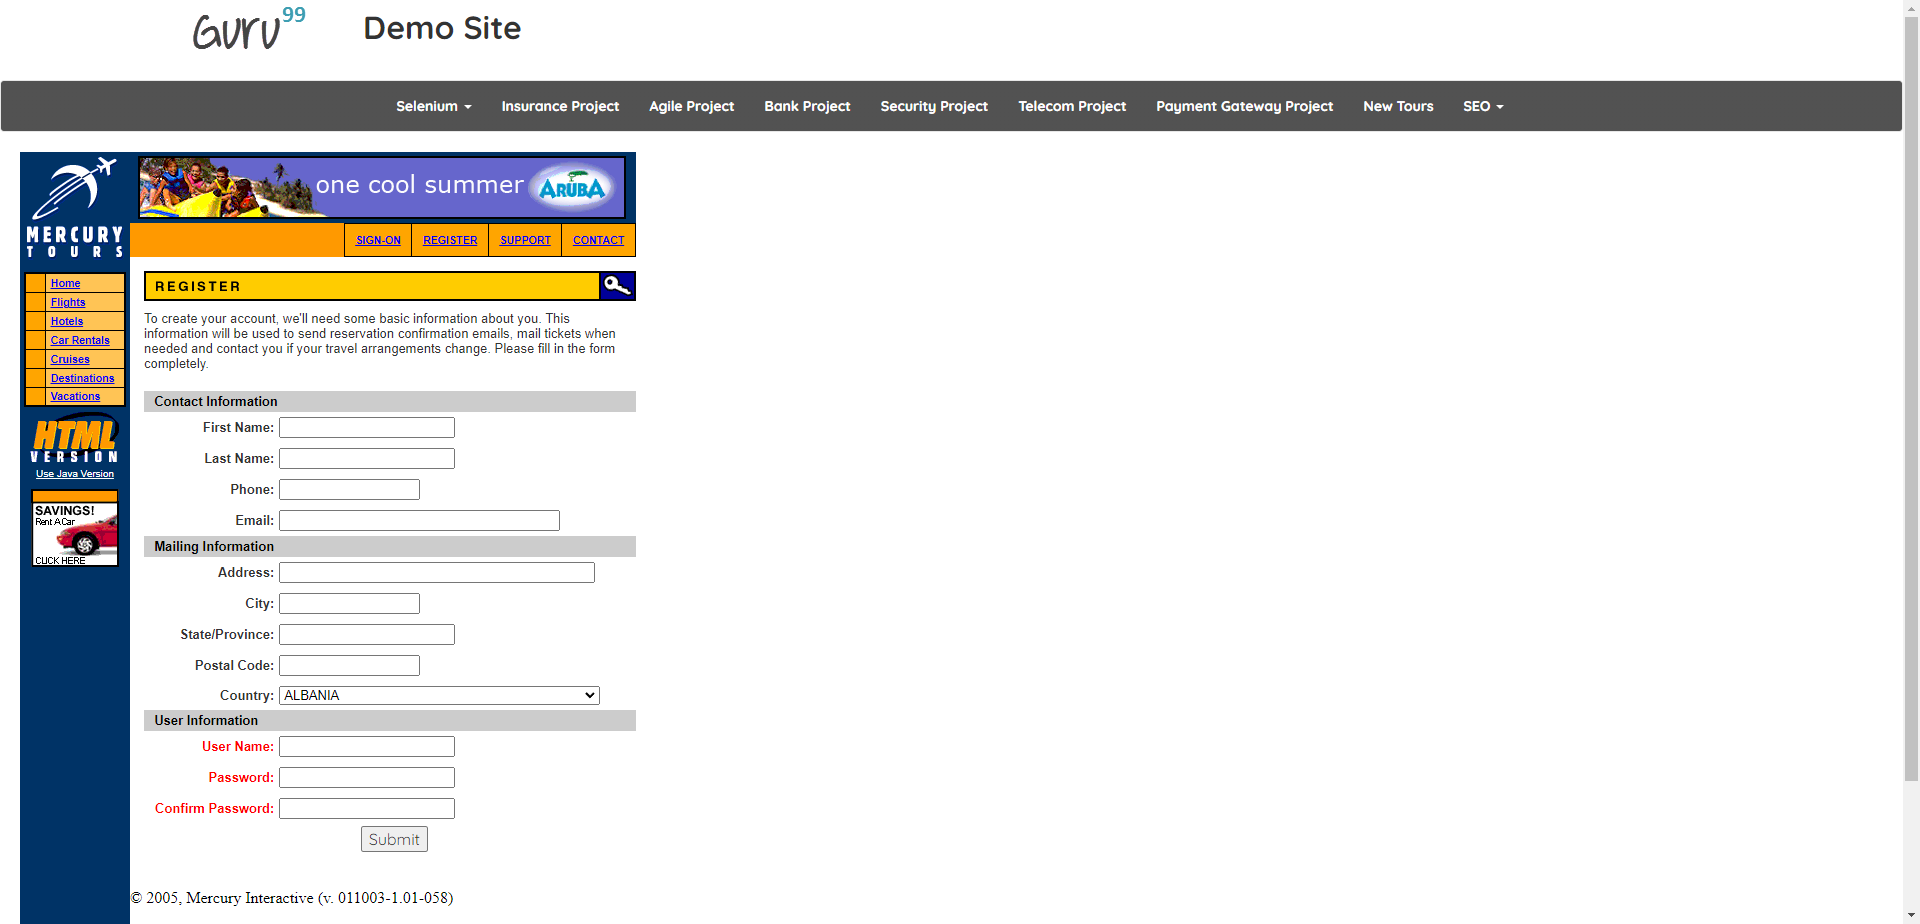 Guru99
Demo Site
Selenium Insurance Project Agile Project Bank Project Security Project Telecom Project Payment Gateway Project New Tours SEO
one cool summer ARUBA
MERCURY
TOURS
SIGN-ON REGISTER SUPPORT CONTACT
Home
Flights
Hotels
Car Rentals
Cruises
Destinations
Vacations
HTML
VERSION
Use Java Version
SAVINGS!
Rent A Car
CLICK HERE
REGISTER
To create your account, we'll need some basic information about you. This
information will be used to send reservation confirmation emails, mail tickets when
needed and contact you if your travel arrangements change. Please fill in the form
completely.
Contact Information
First Name:
Last Name:
Phone:
Email:
Mailing Information
Address:
City:
State/Province:
Postal Code:
Country: ALBANIA
User Information
User Name:
Password:
Confirm Password:
Submit
© 2005, Mercury Interactive (v. 011003-1.01-058)